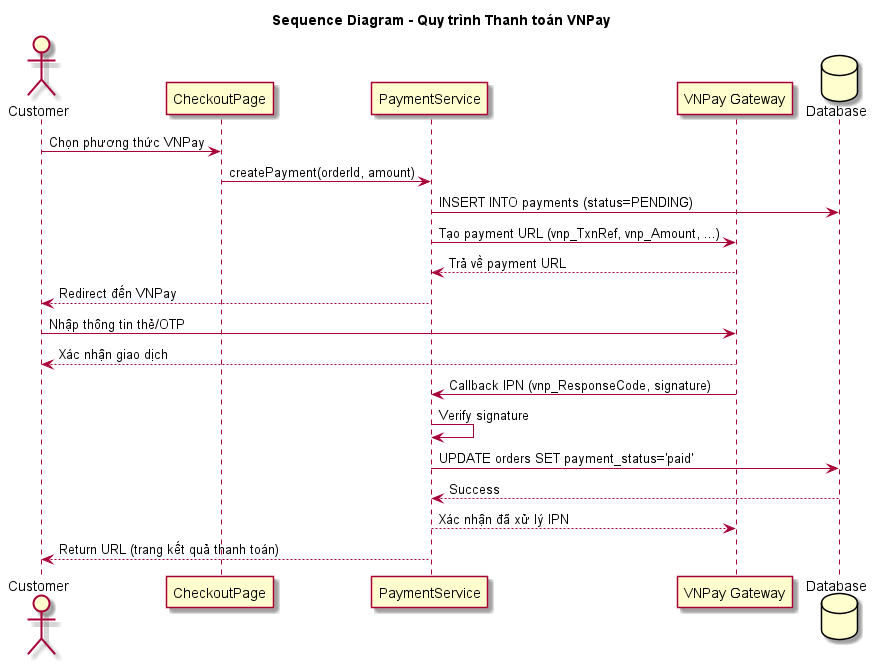 Sequence Diagram - Quy trình Thanh toán VNPay
Customer
CheckoutPage
PaymentService
VNPay Gateway
Database
Chọn phương thức VNPay
createPayment(orderId, amount)
INSERT INTO payments (status=PENDING)
Tạo payment URL (vnp_TxnRef, vnp_Amount, ...)
Trả về payment URL
Redirect đến VNPay
Nhập thông tin thẻ/OTP
Xác nhận giao dịch
Callback IPN (vnp_ResponseCode, signature)
Verify signature
UPDATE orders SET payment_status='paid'
Success
Xác nhận đã xử lý IPN
Return URL (trang kết quả thanh toán)
Customer
CheckoutPage
PaymentService
VNPay Gateway
Database